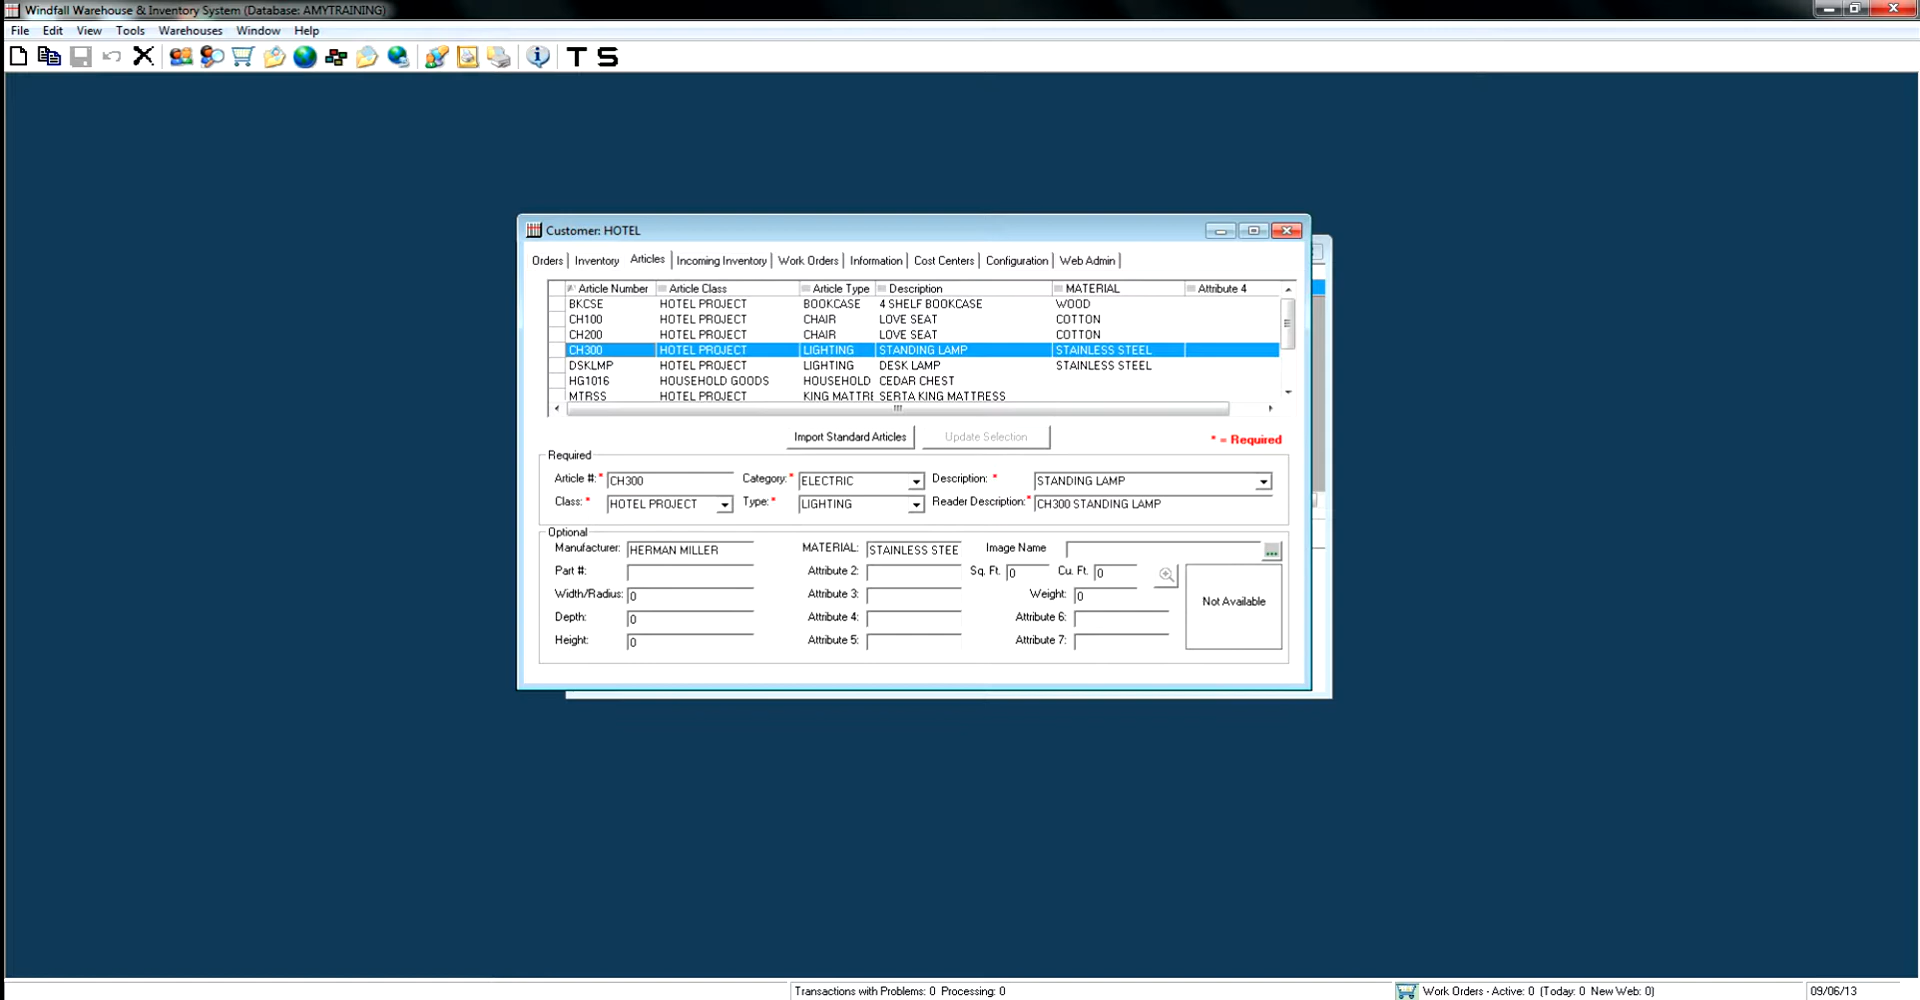 Windfall Warehouse & Inventory System (Database: AMYTRAINING)
File Edit View Tools Warehouses Window Help
T S
Customer: HOTEL
Orders Inventory Articles Incoming Inventory Work Orders Information Cost Centers Configuration Web Admin
Article Number Article Class Article Type Description MATERIAL Attribute 4
BKCSE HOTEL PROJECT BOOKCASE 4 SHELF BOOKCASE WOOD
CH100 HOTEL PROJECT CHAIR LOVE SEAT COTTON
CH200 HOTEL PROJECT CHAIR LOVE SEAT COTTON
CH300 HOTEL PROJECT LIGHTING STANDING LAMP STAINLESS STEEL
DSKLMP HOTEL PROJECT LIGHTING DESK LAMP STAINLESS STEEL
HG1016 HOUSEHOLD GOODS HOUSEHOLD CEDAR CHEST
MTRSS HOTEL PROJECT KING MATTRE SERTA KING MATTRESS
Import Standard Articles Update Selection * = Required
Required
Article #: * CH300 Category: * ELECTRIC Description: * STANDING LAMP
Class: * HOTEL PROJECT Type: * LIGHTING Reader Description: * CH300 STANDING LAMP
Optional
Manufacturer: HERMAN MILLER MATERIAL: STAINLESS STEE Image Name ...
Part #: Attribute 2: Sq. Ft. 0 Cu. Ft. 0
Width/Radius: 0 Attribute 3: Weight: 0 Not Available
Depth: 0 Attribute 4: Attribute 6:
Height: 0 Attribute 5: Attribute 7:
Transactions with Problems: 0 Processing: 0 Work Orders - Active: 0 (Today: 0 New Web: 0) 09/06/13